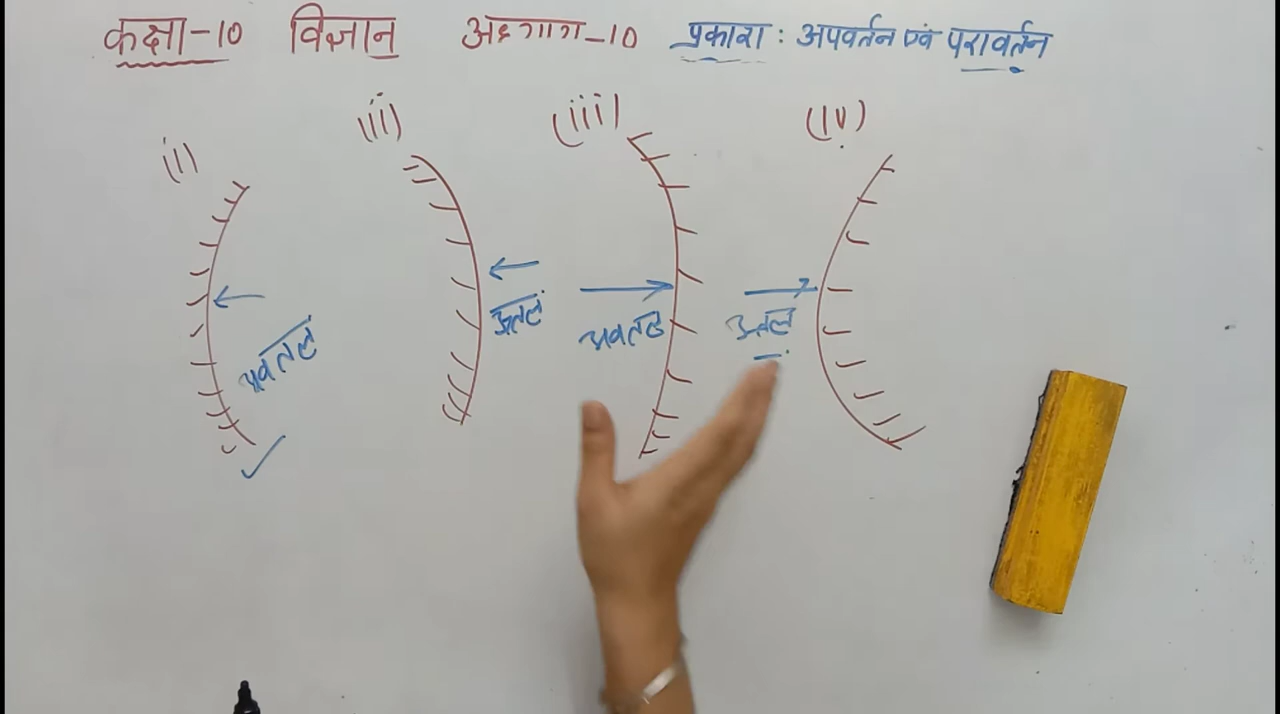 कक्षा-10 विज्ञान अध्याय-10 प्रकाश : अपवर्तन एवं परावर्तन
(i) (ii) (iii) (iv)
अवतल उत्तल अवतल उत्तल